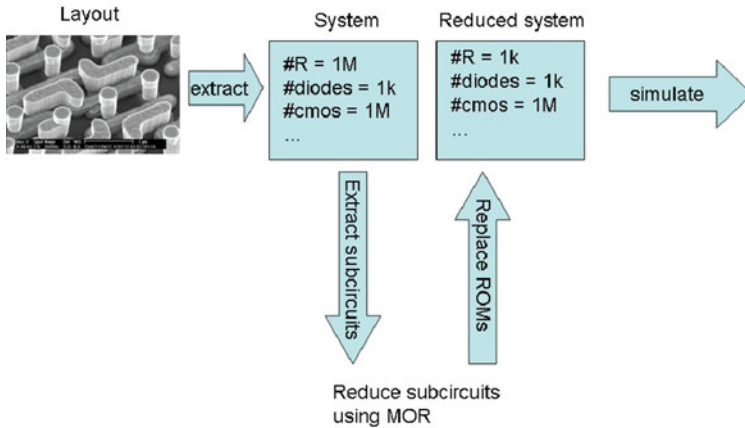 Layout
System
Reduced system
extract
#R = 1M
#diodes = 1k
#cmos = 1M
...
#R = 1k
#diodes = 1k
#cmos = 1M
...
simulate
Extract subcircuits
Replace ROMs
Reduce subcircuits
using MOR